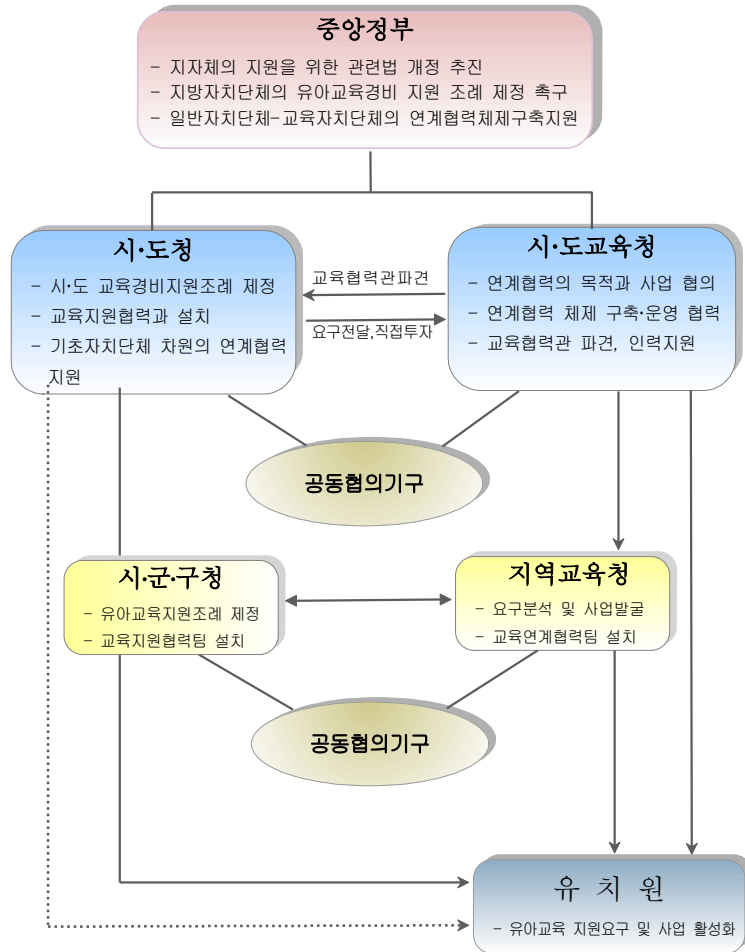 중앙정부
- 지자체의 지원을 위한 관련법 개정 추진
- 지방자치단체의 유아교육경비 지원 조례 제정 촉구
- 일반자치단체-교육자치단체의 연계협력체제구축지원
시·도청
- 시·도 교육경비지원조례 제정
- 교육지원협력과 설치
- 기초자치단체 차원의 연계협력
지원
교육협력관파견
요구전달,직접투자
시·도교육청
- 연계협력의 목적과 사업 협의
- 연계협력 체제 구축·운영 협력
- 교육협력관 파견, 인력지원
공동협의기구
시·군·구청
- 유아교육지원조례 제정
- 교육지원협력팀 설치
지역교육청
- 요구분석 및 사업발굴
- 교육연계협력팀 설치
공동협의기구
유 치 원
- 유아교육 지원요구 및 사업 활성화